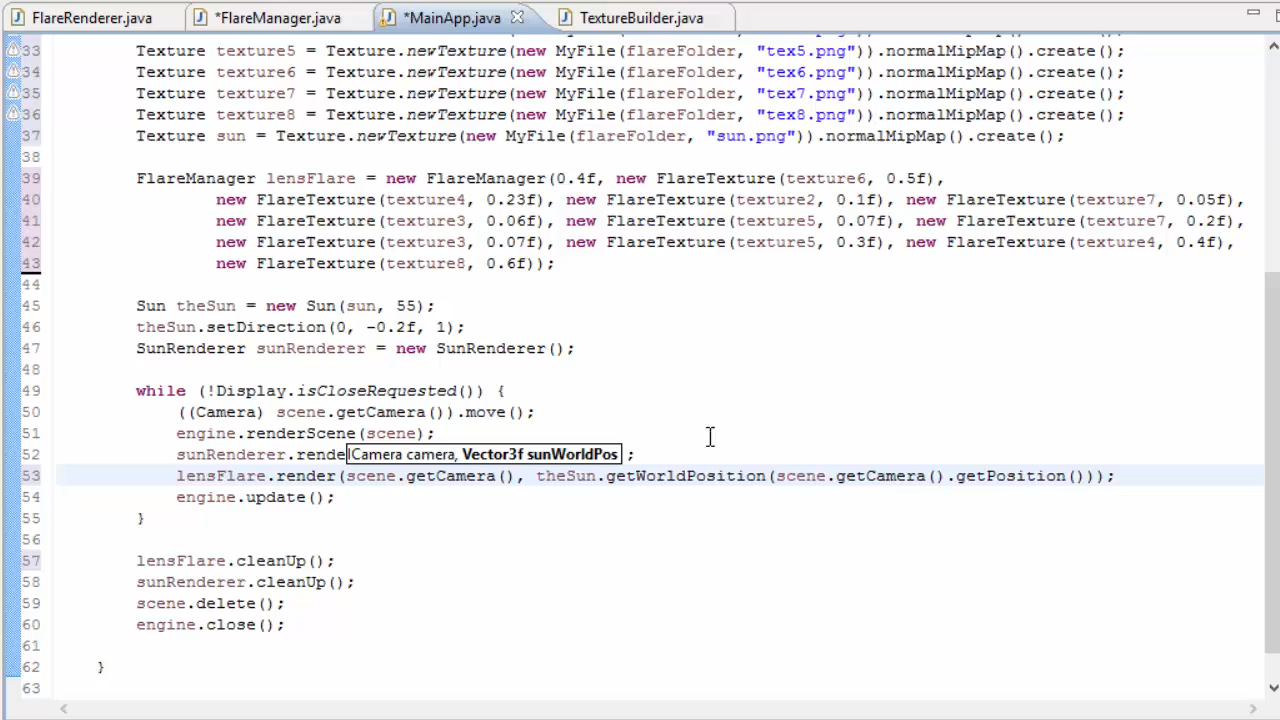 FlareRenderer.java *FlareManager.java *MainApp.java TextureBuilder.java
33 Texture texture5 = Texture.newTexture(new MyFile(flareFolder, "tex5.png")).normalMipMap().create();
34 Texture texture6 = Texture.newTexture(new MyFile(flareFolder, "tex6.png")).normalMipMap().create();
35 Texture texture7 = Texture.newTexture(new MyFile(flareFolder, "tex7.png")).normalMipMap().create();
36 Texture texture8 = Texture.newTexture(new MyFile(flareFolder, "tex8.png")).normalMipMap().create();
37 Texture sun = Texture.newTexture(new MyFile(flareFolder, "sun.png")).normalMipMap().create();
38
39 FlareManager lensFlare = new FlareManager(0.4f, new FlareTexture(texture6, 0.5f),
40 new FlareTexture(texture4, 0.23f), new FlareTexture(texture2, 0.1f), new FlareTexture(texture7, 0.05f),
41 new FlareTexture(texture3, 0.06f), new FlareTexture(texture5, 0.07f), new FlareTexture(texture7, 0.2f),
42 new FlareTexture(texture3, 0.07f), new FlareTexture(texture5, 0.3f), new FlareTexture(texture4, 0.4f),
43 new FlareTexture(texture8, 0.6f));
44
45 Sun theSun = new Sun(sun, 55);
46 theSun.setDirection(0, -0.2f, 1);
47 SunRenderer sunRenderer = new SunRenderer();
48
49 while (!Display.isCloseRequested()) {
50 ((Camera) scene.getCamera()).move();
51 engine.renderScene(scene);
52 sunRenderer.rende ICamera camera, Vector3f sunWorldPos ;
53 lensFlare.render(scene.getCamera(), theSun.getWorldPosition(scene.getCamera().getPosition()));
54 engine.update();
55 }
56
57 lensFlare.cleanUp();
58 sunRenderer.cleanUp();
59 scene.delete();
60 engine.close();
61
62 }
63